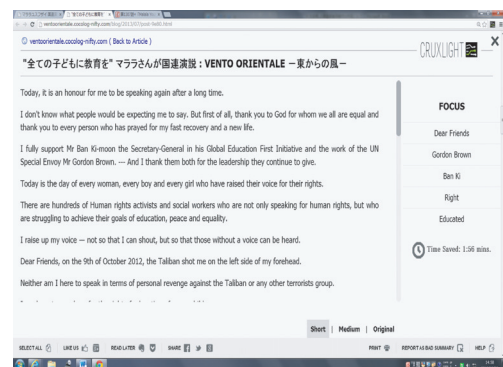 ventoorientale.cocolog-nifty.com/blog/2013/07/post-9d80.html
ventoorientale.cocolog-nifty.com ( Back to Article )
CRUXLIGHT
X
"全ての子どもに教育を" マララさんが国連演説 : VENTO ORIENTALE －東からの風－
Today, it is an honour for me to be speaking again after a long time.
I don't know what people would be expecting me to say. But first of all, thank you to God for whom we all are equal and
thank you to every person who has prayed for my fast recovery and a new life.
I fully support Mr Ban Ki-moon the Secretary-General in his Global Education First Initiative and the work of the UN
Special Envoy Mr Gordon Brown. --- And I thank them both for the leadership they continue to give.
Today is the day of every woman, every boy and every girl who have raised their voice for their rights.
There are hundreds of Human rights activists and social workers who are not only speaking for human rights, but who
are struggling to achieve their goals of education, peace and equality.
I raise up my voice — not so that I can shout, but so that those without a voice can be heard.
Dear Friends, on the 9th of October 2012, the Taliban shot me on the left side of my forehead.
Neither am I here to speak in terms of personal revenge against the Taliban or any other terrorists group.
FOCUS
Dear Friends
Gordon Brown
Ban Ki
Right
Educated
Time Saved: 1:56 mins.
Short | Medium | Original
SELECT ALL LIKE US READ LATER SHARE PRINT REPORT AS BAD SUMMARY HELP